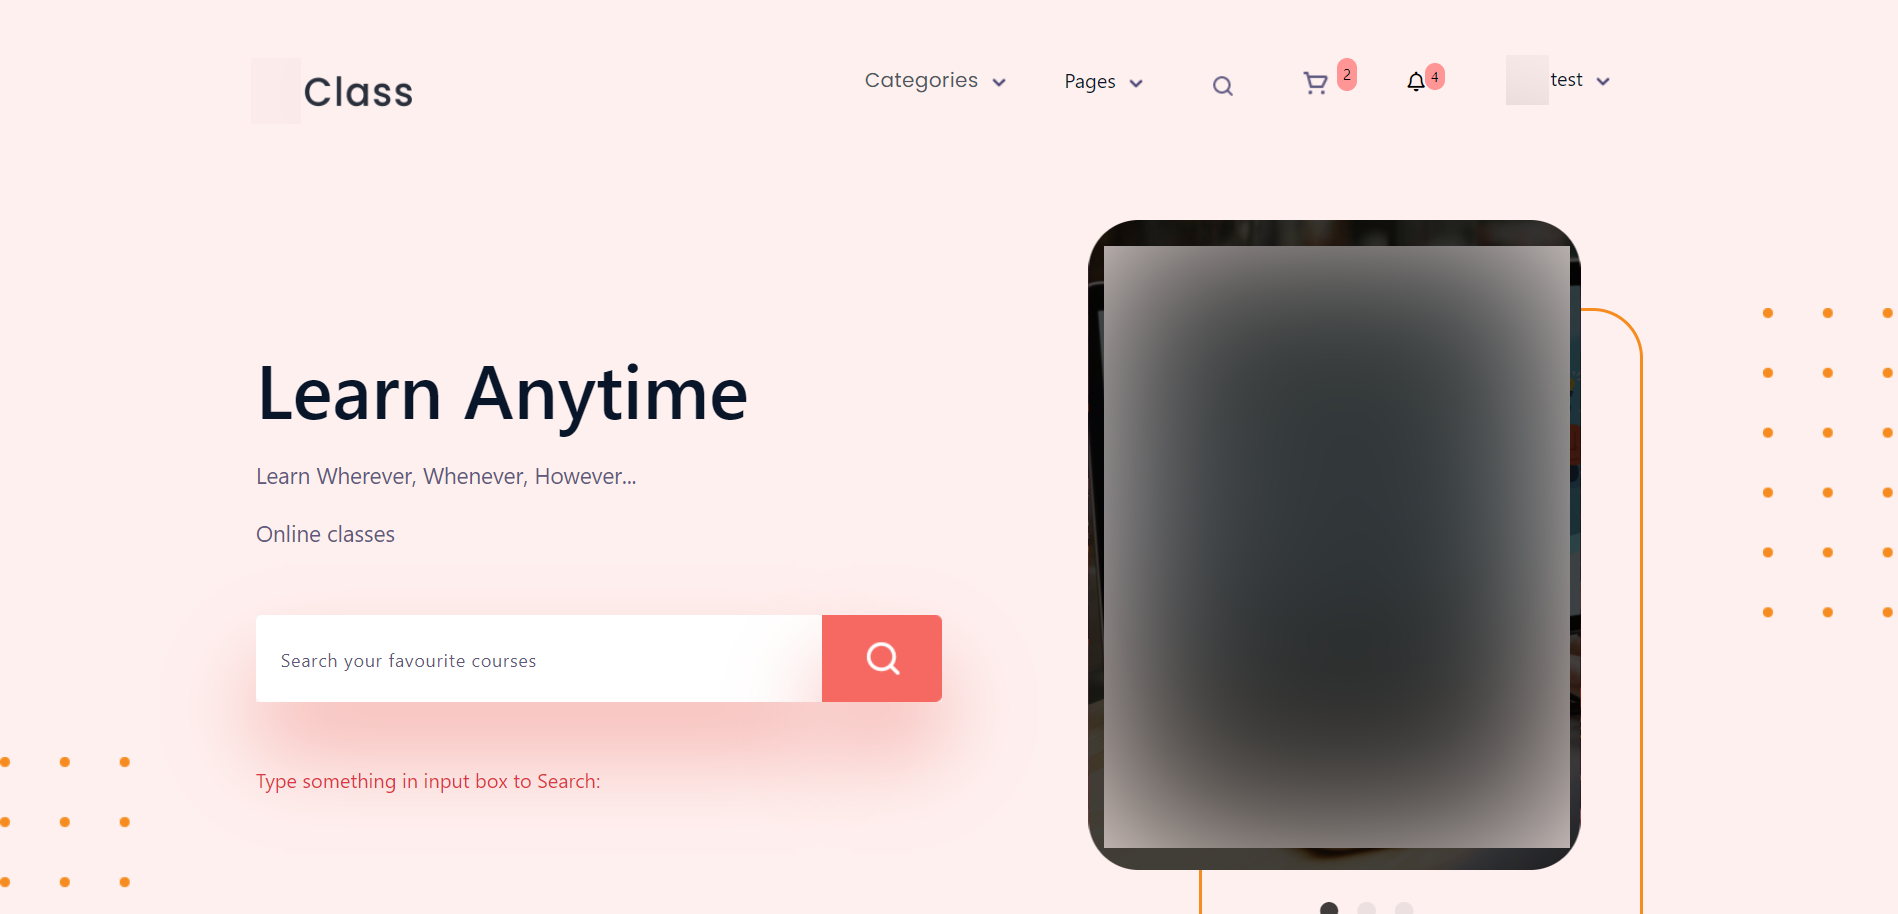 Class
Categories
Pages
2
4
test
Learn Anytime
Learn Wherever, Whenever, However...
Online classes
Search your favourite courses
Type something in input box to Search: